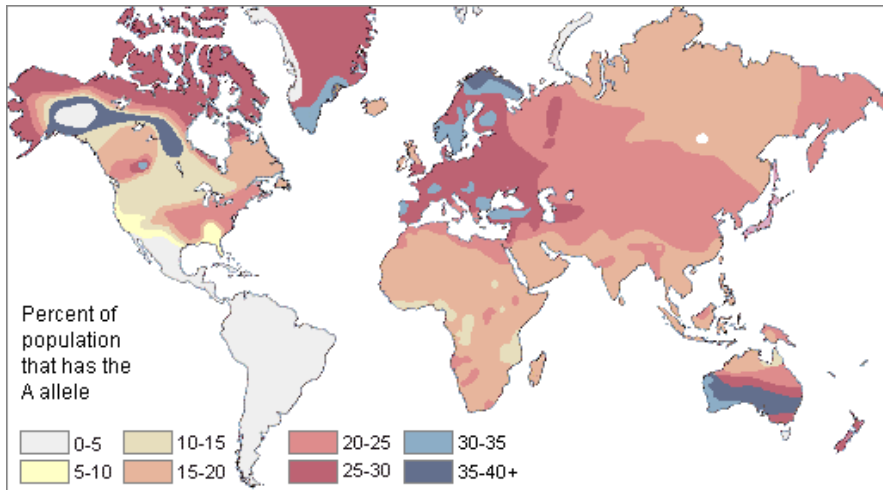 Percent of
population
that has the
A allele
0-5 10-15 20-25 30-35
5-10 15-20 25-30 35-40+